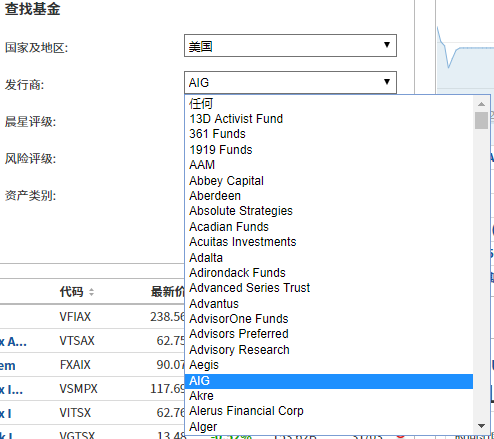 查找基金
国家及地区: 美国
发行商: AIG
任何
13D Activist Fund
晨星评级: 361 Funds
1919 Funds
风险评级: AAM
Abbey Capital
资产类别: Aberdeen
Absolute Strategies
Acadian Funds
Acuitas Investments
Adalta
Adirondack Funds
代码 最新价 Advanced Series Trust
Advantus
VFIAX 238.56 AdvisorOne Funds
x A... VTSAX 62.75 Advisors Preferred
Advisory Research
em FXAIX 90.07 Aegis
AIG
x I... VSMPX 117.69 Akre
x I VITSX 62.76 Alerus Financial Corp
Alger
x I VGTSX 13.48